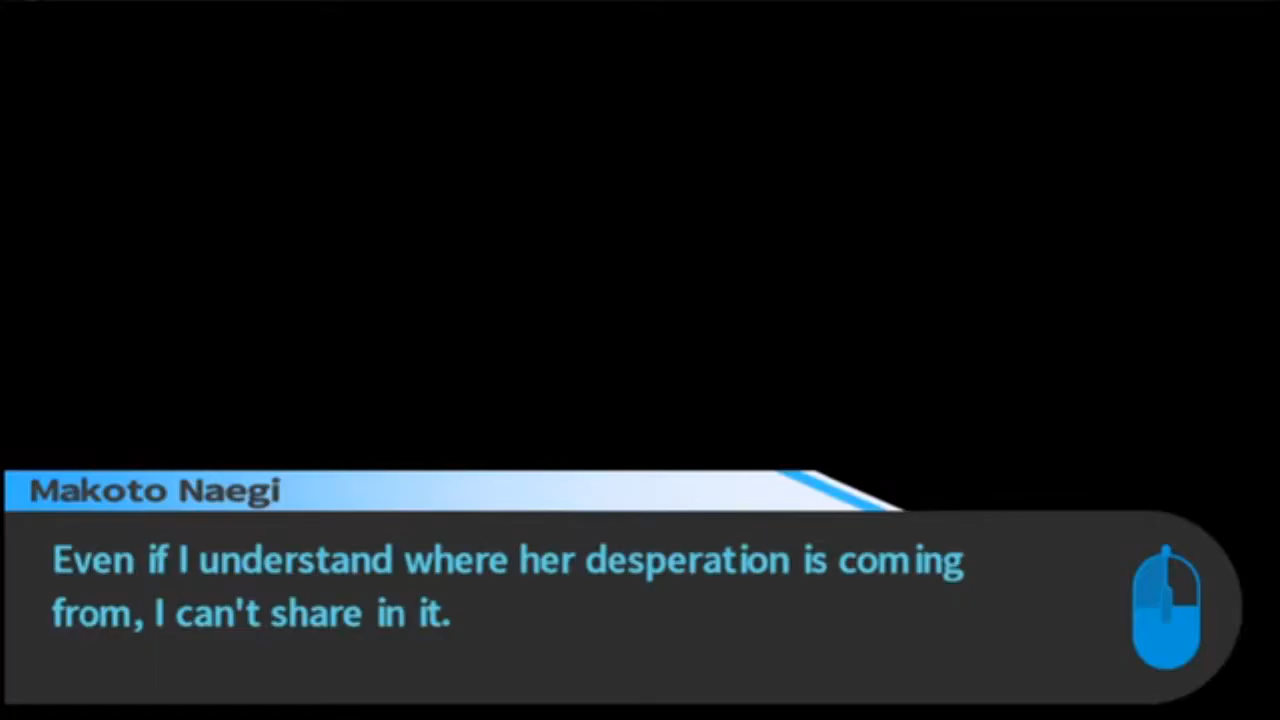 Makoto Naegi
Even if I understand where her desperation is coming
from, I can't share in it.